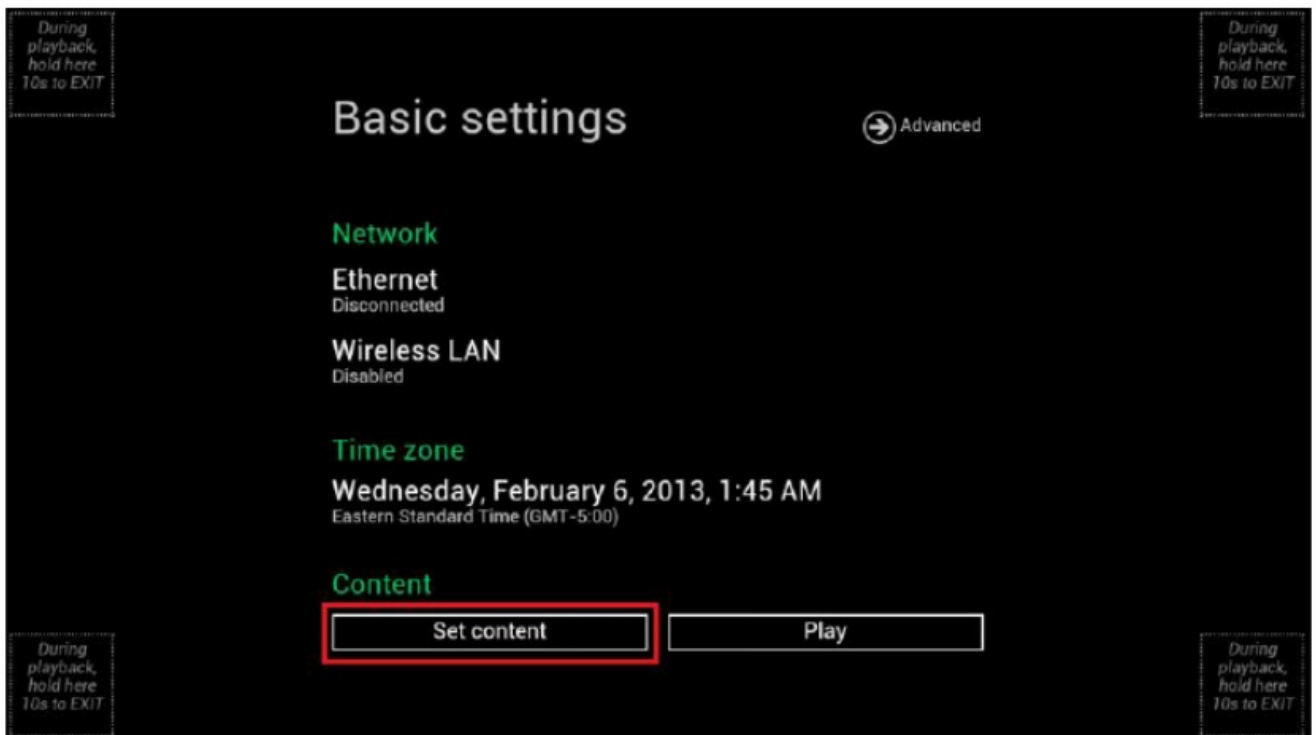 During
playback,
hold here
10s to EXIT
During
playback,
hold here
10s to EXIT
Basic settings
Advanced
Network
Ethernet
Disconnected
Wireless LAN
Disabled
Time zone
Wednesday, February 6, 2013, 1:45 AM
Eastern Standard Time (GMT-5:00)
Content
Set content
Play
During
playback,
hold here
10s to EXIT
During
playback,
hold here
10s to EXIT